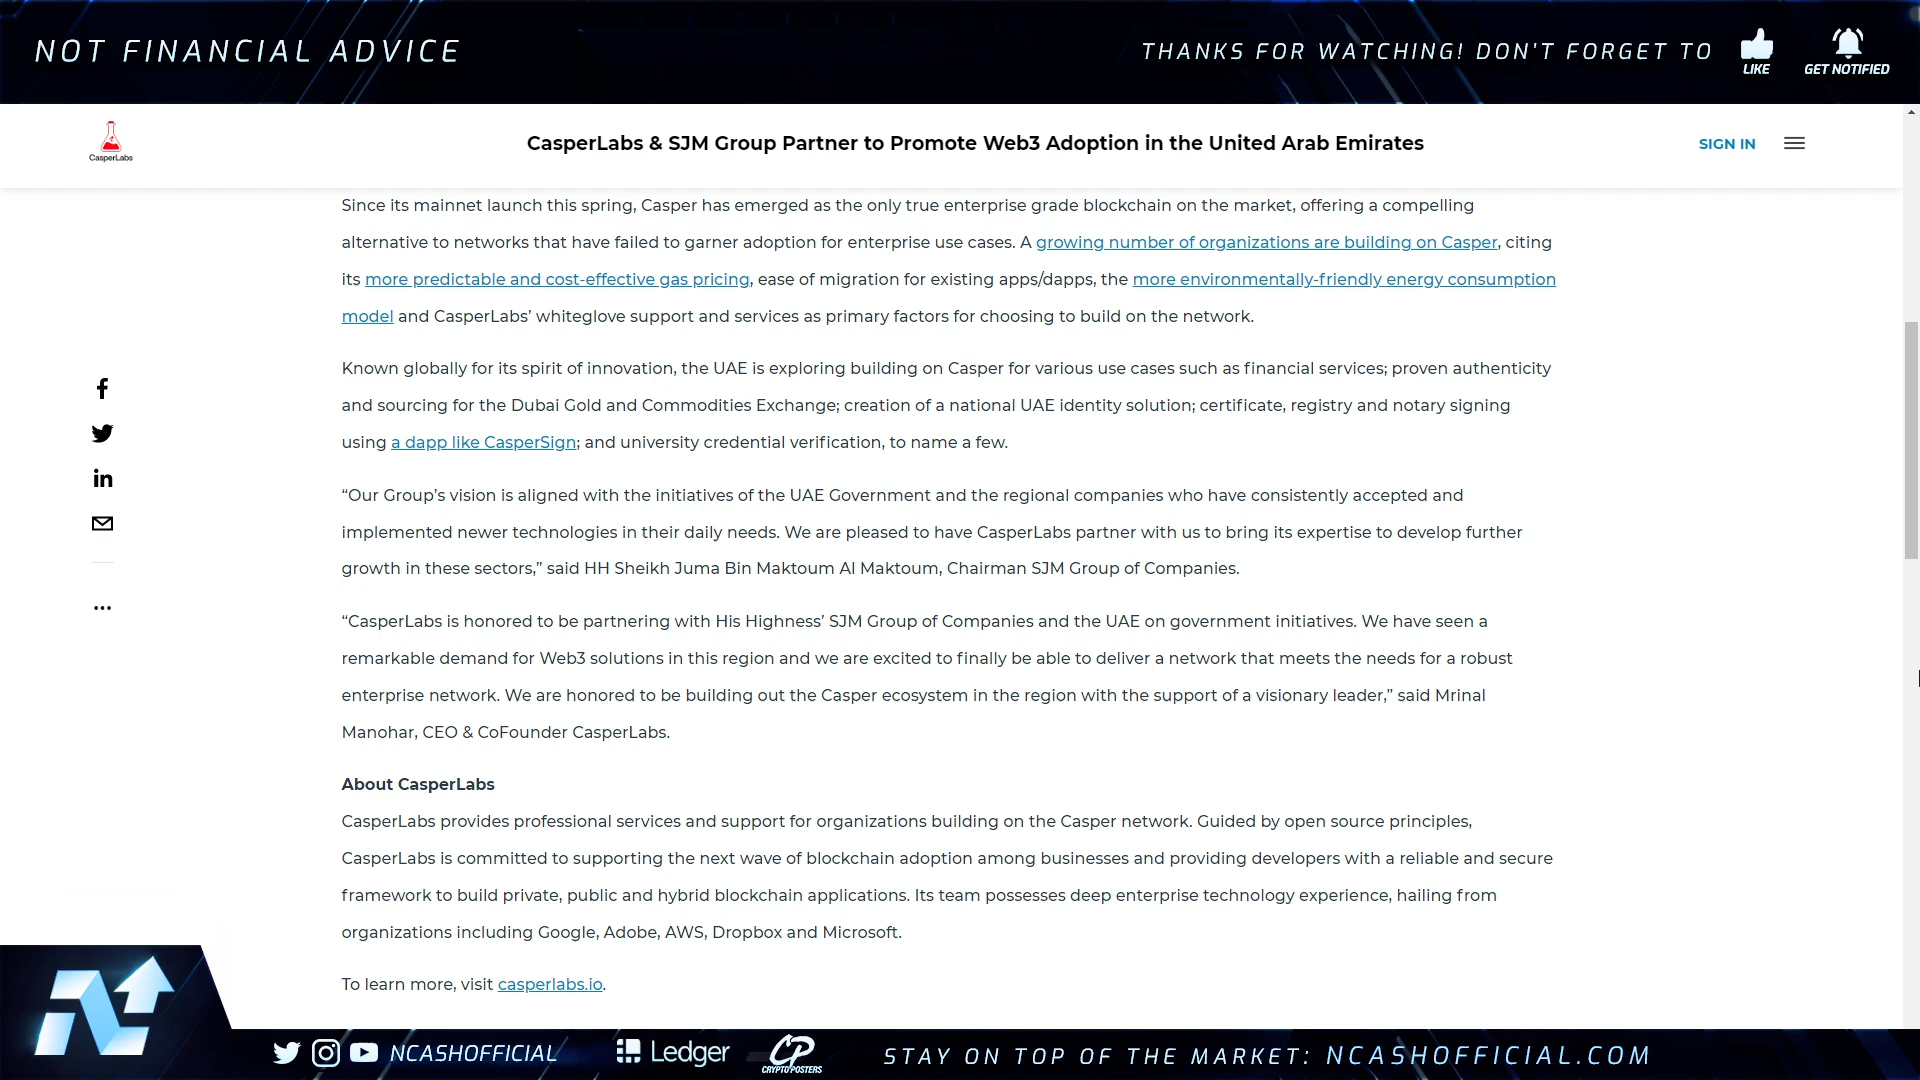 NOT FINANCIAL ADVICE
THANKS FOR WATCHING! DON'T FORGET TO
LIKE
GET NOTIFIED
CasperLabs
CasperLabs & SJM Group Partner to Promote Web3 Adoption in the United Arab Emirates
SIGN IN
Since its mainnet launch this spring, Casper has emerged as the only true enterprise grade blockchain on the market, offering a compelling
alternative to networks that have failed to garner adoption for enterprise use cases. A growing number of organizations are building on Casper, citing
its more predictable and cost-effective gas pricing, ease of migration for existing apps/dapps, the more environmentally-friendly energy consumption
model and CasperLabs’ whiteglove support and services as primary factors for choosing to build on the network.
Known globally for its spirit of innovation, the UAE is exploring building on Casper for various use cases such as financial services; proven authenticity
and sourcing for the Dubai Gold and Commodities Exchange; creation of a national UAE identity solution; certificate, registry and notary signing
using a dapp like CasperSign; and university credential verification, to name a few.
“Our Group’s vision is aligned with the initiatives of the UAE Government and the regional companies who have consistently accepted and
implemented newer technologies in their daily needs. We are pleased to have CasperLabs partner with us to bring its expertise to develop further
growth in these sectors,” said HH Sheikh Juma Bin Maktoum Al Maktoum, Chairman SJM Group of Companies.
“CasperLabs is honored to be partnering with His Highness’ SJM Group of Companies and the UAE on government initiatives. We have seen a
remarkable demand for Web3 solutions in this region and we are excited to finally be able to deliver a network that meets the needs for a robust
enterprise network. We are honored to be building out the Casper ecosystem in the region with the support of a visionary leader,” said Mrinal
Manohar, CEO & CoFounder CasperLabs.
About CasperLabs
CasperLabs provides professional services and support for organizations building on the Casper network. Guided by open source principles,
CasperLabs is committed to supporting the next wave of blockchain adoption among businesses and providing developers with a reliable and secure
framework to build private, public and hybrid blockchain applications. Its team possesses deep enterprise technology experience, hailing from
organizations including Google, Adobe, AWS, Dropbox and Microsoft.
To learn more, visit casperlabs.io.
NCASHOFFICIAL
Ledger
CP
CRYPTOPOSTERS
STAY ON TOP OF THE MARKET: NCASHOFFICIAL.COM